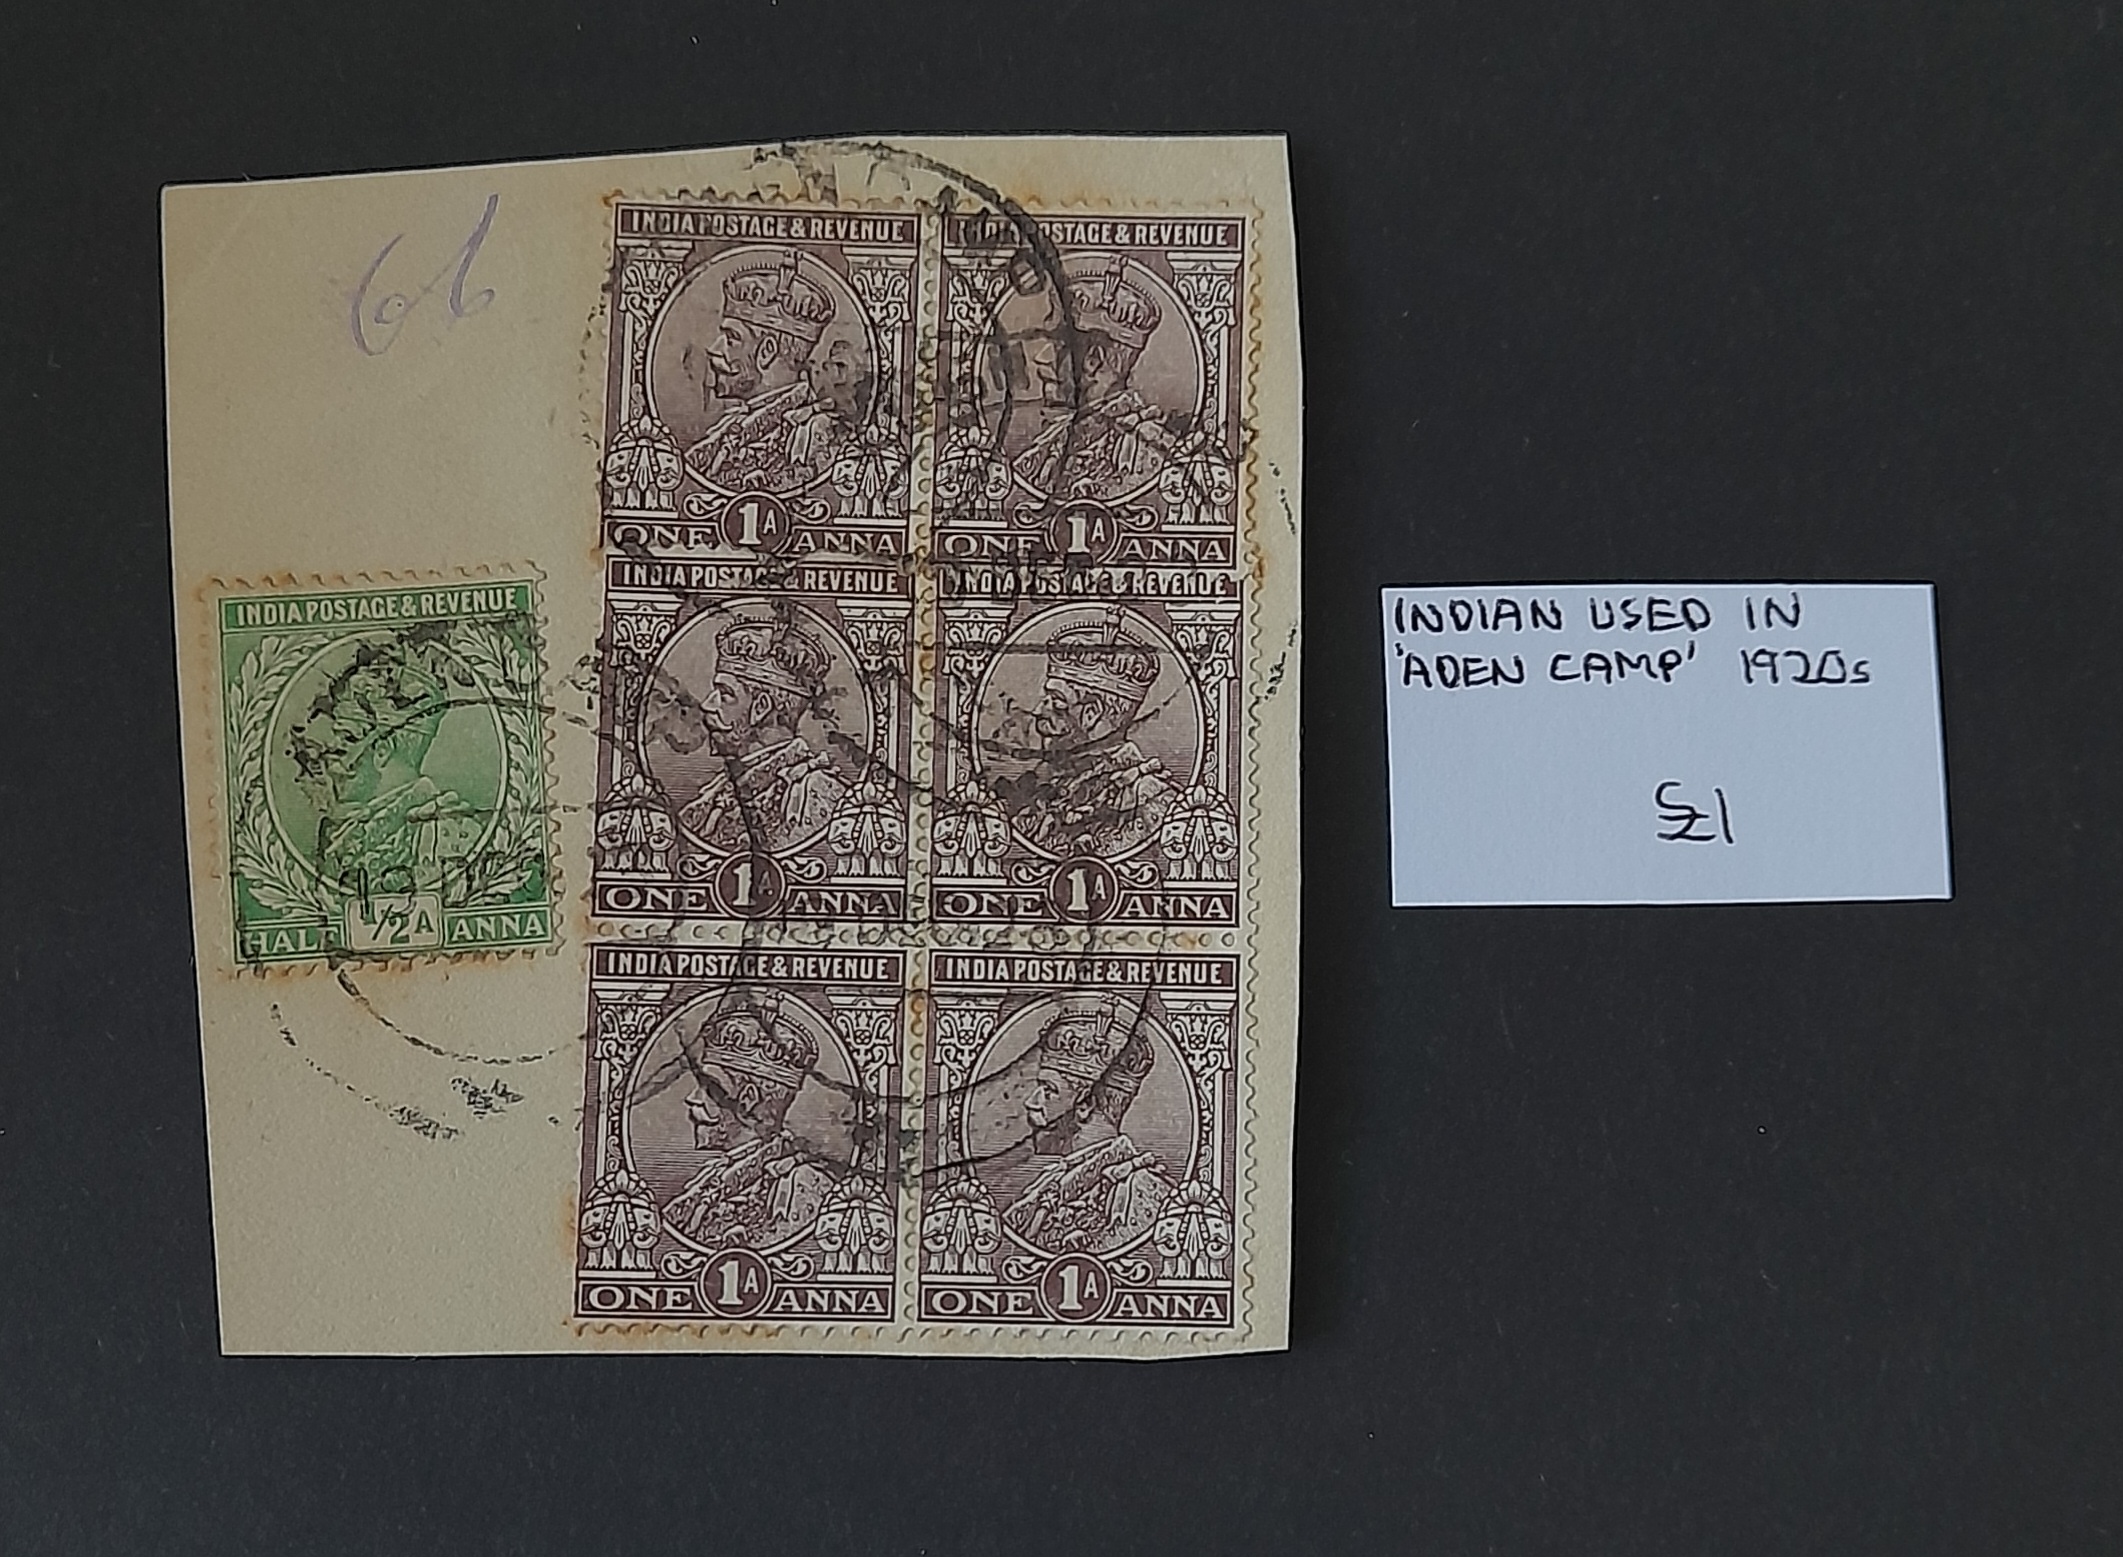 INDIA POSTAGE & REVENUE
1A
ONE ANNA
INDIA POSTAGE & REVENUE
1A
ONE ANNA
INDIA POSTAGE & REVENUE
1A
ONE ANNA
INDIA POSTAGE & REVENUE
1A
ONE ANNA
INDIA POSTAGE & REVENUE
1A
ONE ANNA
INDIA POSTAGE & REVENUE
1A
ONE ANNA
INDIA POSTAGE & REVENUE
13 DE
½A
HALF ANNA
INDIAN USED IN
'ADEN CAMP' 1920s
£1